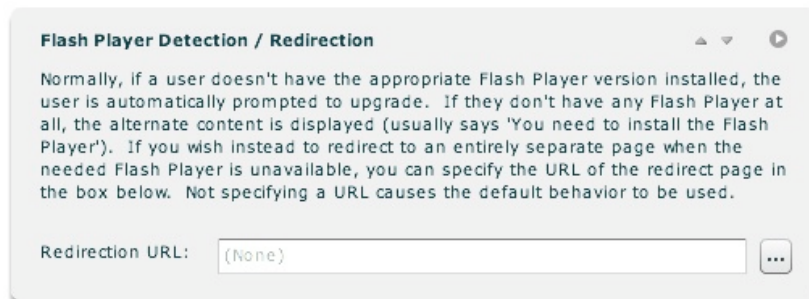 Flash Player Detection / Redirection
Normally, if a user doesn't have the appropriate Flash Player version installed, the
user is automatically prompted to upgrade.  If they don't have any Flash Player at
all, the alternate content is displayed (usually says 'You need to install the Flash
Player').  If you wish instead to redirect to an entirely separate page when the
needed Flash Player is unavailable, you can specify the URL of the redirect page in
the box below.  Not specifying a URL causes the default behavior to be used.
Redirection URL: (None) ...